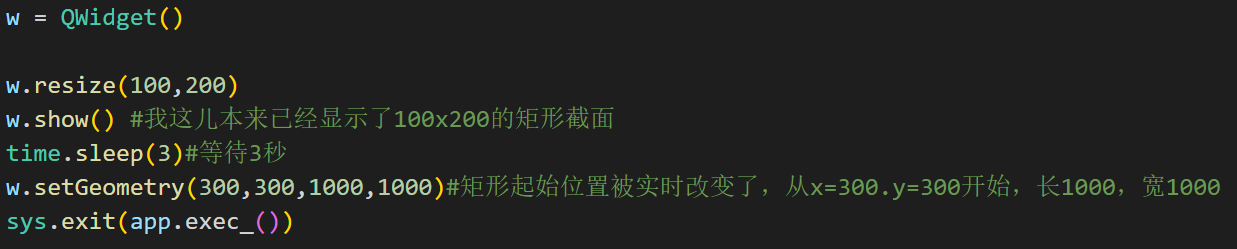 w = QWidget()
w.resize(100,200)
w.show() #我这儿本来已经显示了100x200的矩形截面
time.sleep(3)#等待3秒
w.setGeometry(300,300,1000,1000)#矩形起始位置被实时改变了，从x=300.y=300开始，长1000，宽1000
sys.exit(app.exec_())